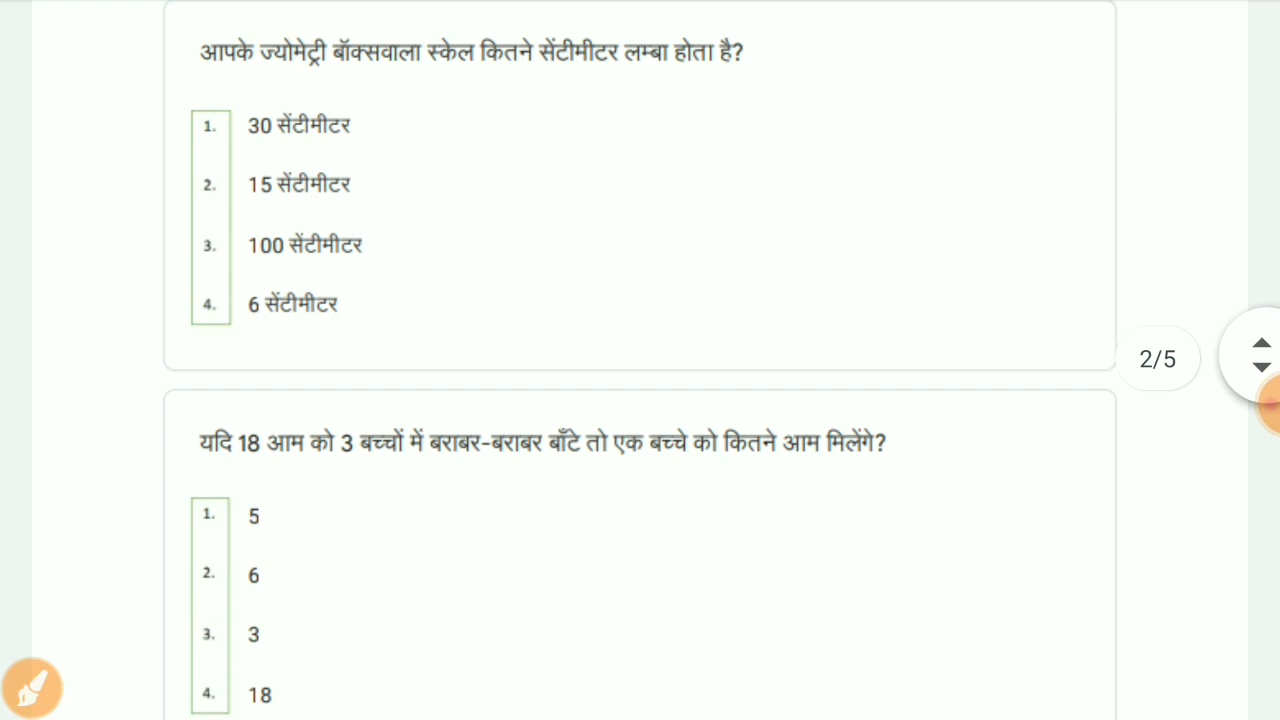 आपके ज्योमेट्री बॉक्सवाला स्केल कितने सेंटीमीटर लम्बा होता है?
1. 30 सेंटीमीटर
2. 15 सेंटीमीटर
3. 100 सेंटीमीटर
4. 6 सेंटीमीटर
2/5
यदि 18 आम को 3 बच्चों में बराबर-बराबर बाँटे तो एक बच्चे को कितने आम मिलेंगे?
1. 5
2. 6
3. 3
4. 18